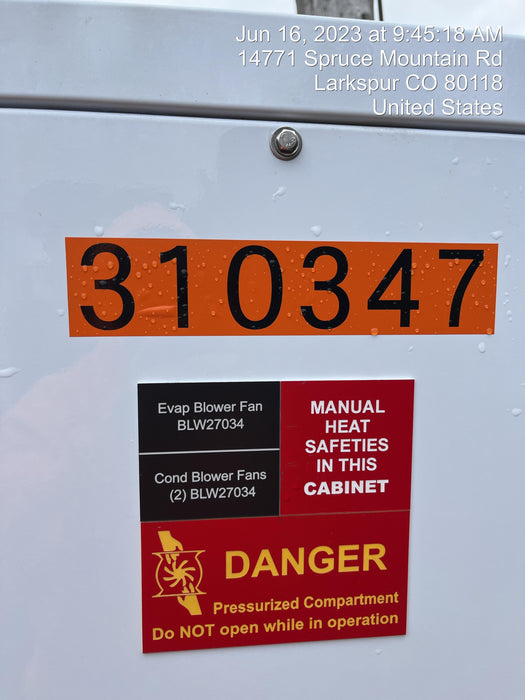 Jun 16, 2023 at 9:45:18 AM
14771 Spruce Mountain Rd
Larkspur CO 80118
United States
310347
Evap Blower Fan
BLW27034
Cond Blower Fans
(2) BLW27034
MANUAL
HEAT
SAFETIES
IN THIS
CABINET
DANGER
Pressurized Compartment
Do NOT open while in operation